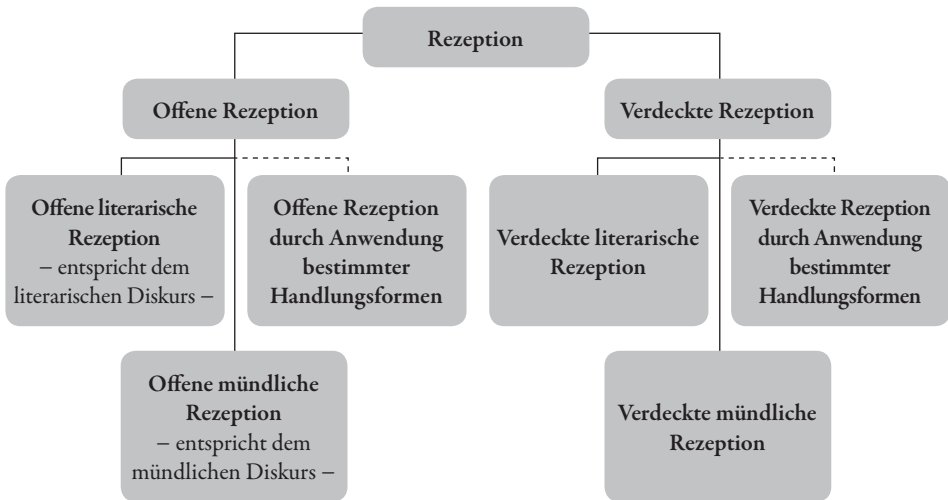 Rezeption
Offene Rezeption
Verdeckte Rezeption
Offene literarische
Rezeption
– entspricht dem
literarischen Diskurs –
Offene Rezeption
durch Anwendung
bestimmter
Handlungsformen
Verdeckte literarische
Rezeption
Verdeckte Rezeption
durch Anwendung
bestimmter
Handlungsformen
Offene mündliche
Rezeption
– entspricht dem
mündlichen Diskurs –
Verdeckte mündliche
Rezeption